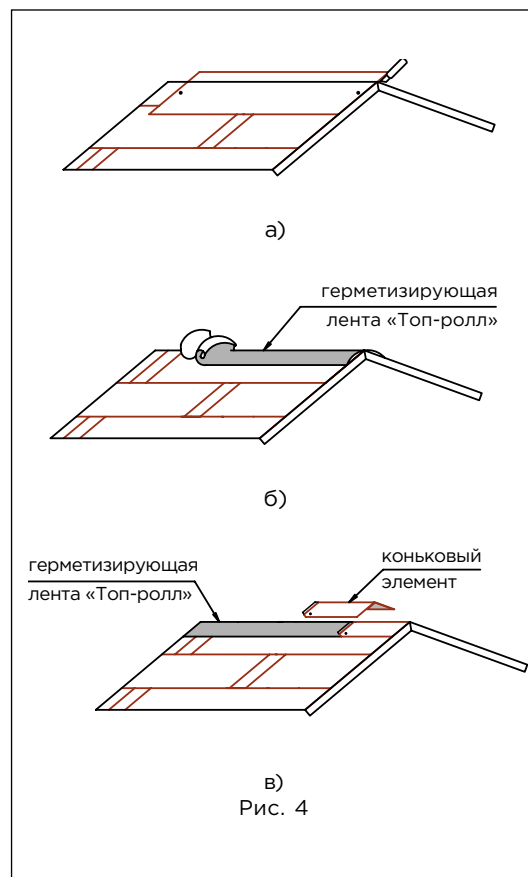 а)
герметизирующая
лента «Топ-ролл»
б)
герметизирующая
лента «Топ-ролл»
коньковый
элемент
в)
Рис. 4